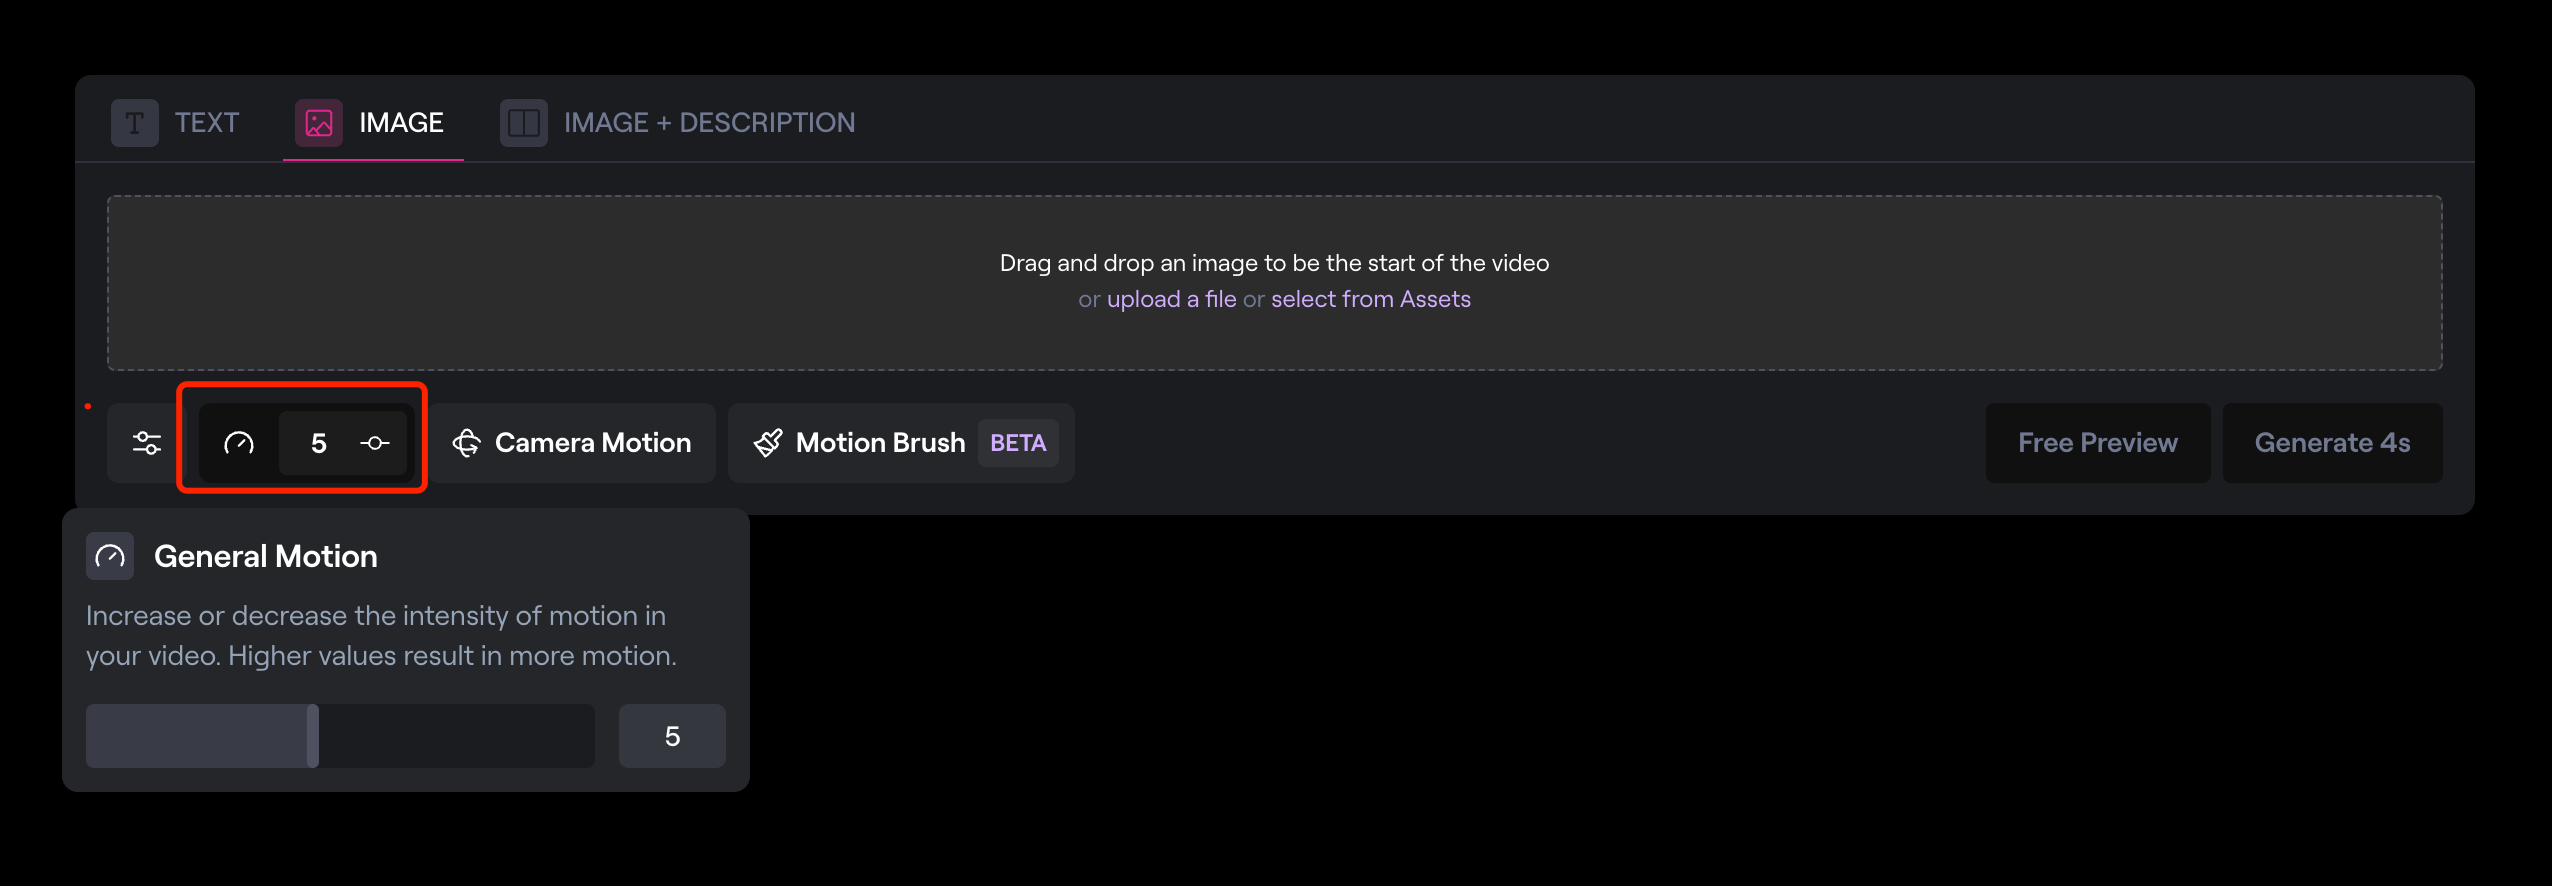 TEXT
IMAGE
IMAGE + DESCRIPTION
Drag and drop an image to be the start of the video
or upload a file or select from Assets
5
Camera Motion
Motion Brush BETA
Free Preview
Generate 4s
General Motion
Increase or decrease the intensity of motion in
your video. Higher values result in more motion.
5